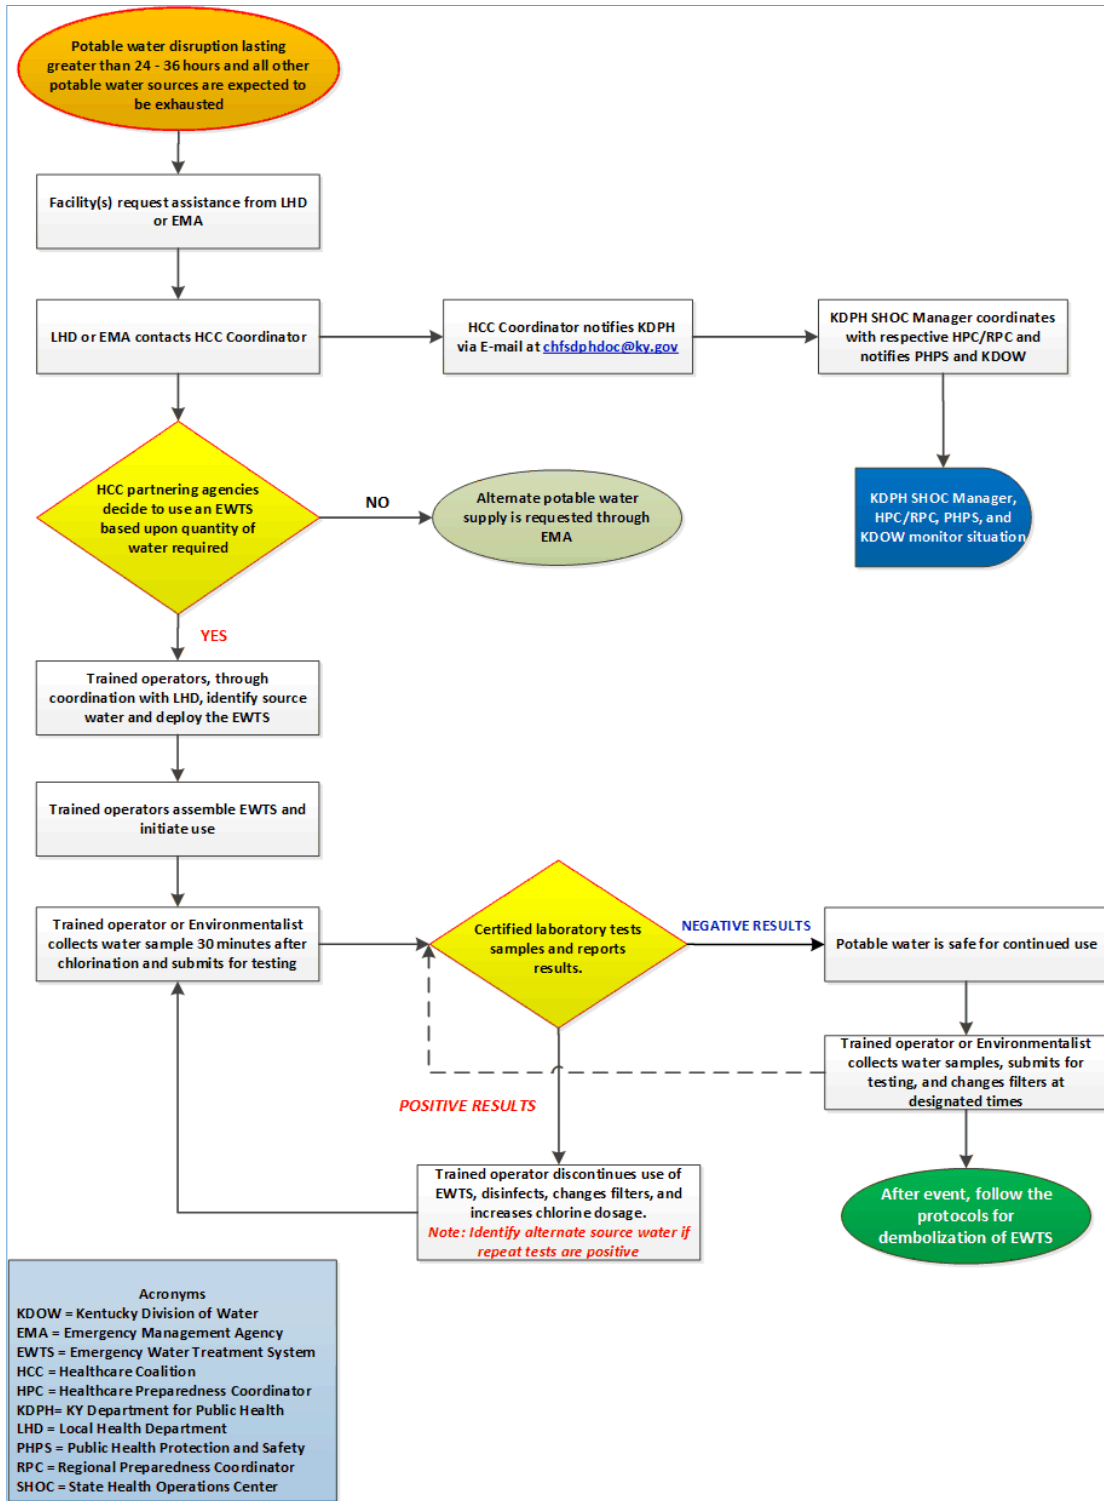 Potable water disruption lasting
greater than 24 - 36 hours and all other
potable water sources are expected to
be exhausted
Facility(s) request assistance from LHD
or EMA
LHD or EMA contacts HCC Coordinator
HCC Coordinator notifies KDPH
via E-mail at chfsdphdoc@ky.gov
KDPH SHOC Manager coordinates
with respective HPC/RPC and
notifies PHPS and KDOW
HCC partnering agencies
decide to use an EWTS
based upon quantity of
water required
NO
Alternate potable water
supply is requested through
EMA
KDPH SHOC Manager,
HPC/RPC, PHPS, and
KDOW monitor situation
YES
Trained operators, through
coordination with LHD, identify source
water and deploy the EWTS
Trained operators assemble EWTS and
initiate use
Trained operator or Environmentalist
collects water sample 30 minutes after
chlorination and submits for testing
Certified laboratory tests
samples and reports
results.
NEGATIVE RESULTS
Potable water is safe for continued use
Trained operator or Environmentalist
collects water samples, submits for
testing, and changes filters at
designated times
POSITIVE RESULTS
Trained operator discontinues use of
EWTS, disinfects, changes filters, and
increases chlorine dosage.
Note: Identify alternate source water if
repeat tests are positive
After event, follow the
protocols for
dembolization of EWTS
Acronyms
KDOW = Kentucky Division of Water
EMA = Emergency Management Agency
EWTS = Emergency Water Treatment System
HCC = Healthcare Coalition
HPC = Healthcare Preparedness Coordinator
KDPH= KY Department for Public Health
LHD = Local Health Department
PHPS = Public Health Protection and Safety
RPC = Regional Preparedness Coordinator
SHOC = State Health Operations Center